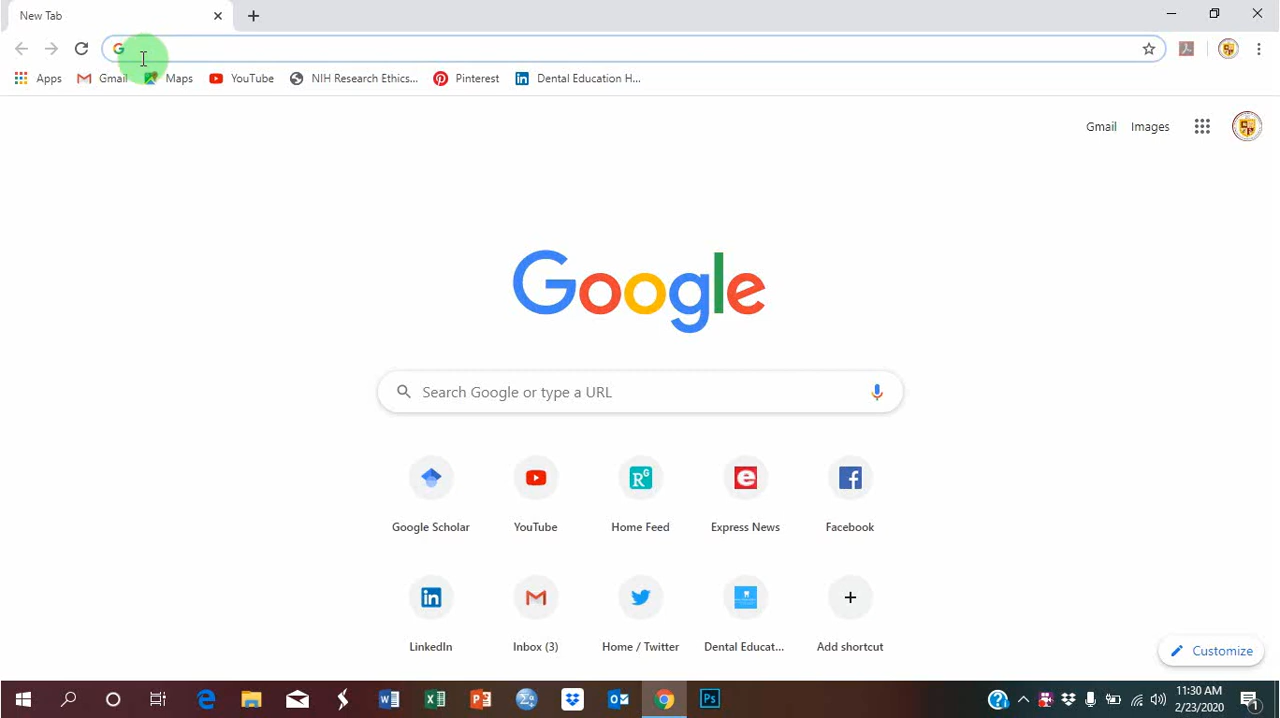 New Tab
Apps Gmail Maps YouTube NIH Research Ethics... Pinterest Dental Education H...
Gmail Images
Google
Search Google or type a URL
Google Scholar YouTube Home Feed Express News Facebook
LinkedIn Inbox (3) Home / Twitter Dental Educat... Add shortcut
Customize
11:30 AM
2/23/2020